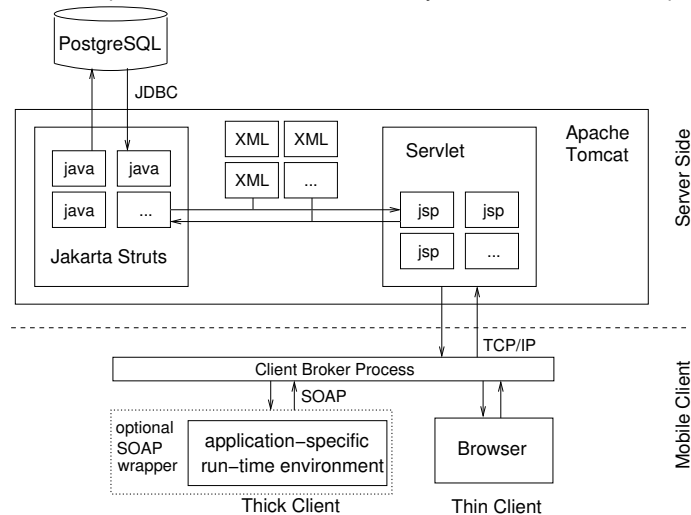 PostgreSQL
JDBC
Apache
Tomcat
Server Side
XML XML
XML ...
Servlet
java java
java ...
jsp jsp
jsp ...
Jakarta Struts
TCP/IP
Client Broker Process
SOAP
optional
SOAP
wrapper
application-specific
run-time environment
Browser
Thick Client
Thin Client
Mobile Client